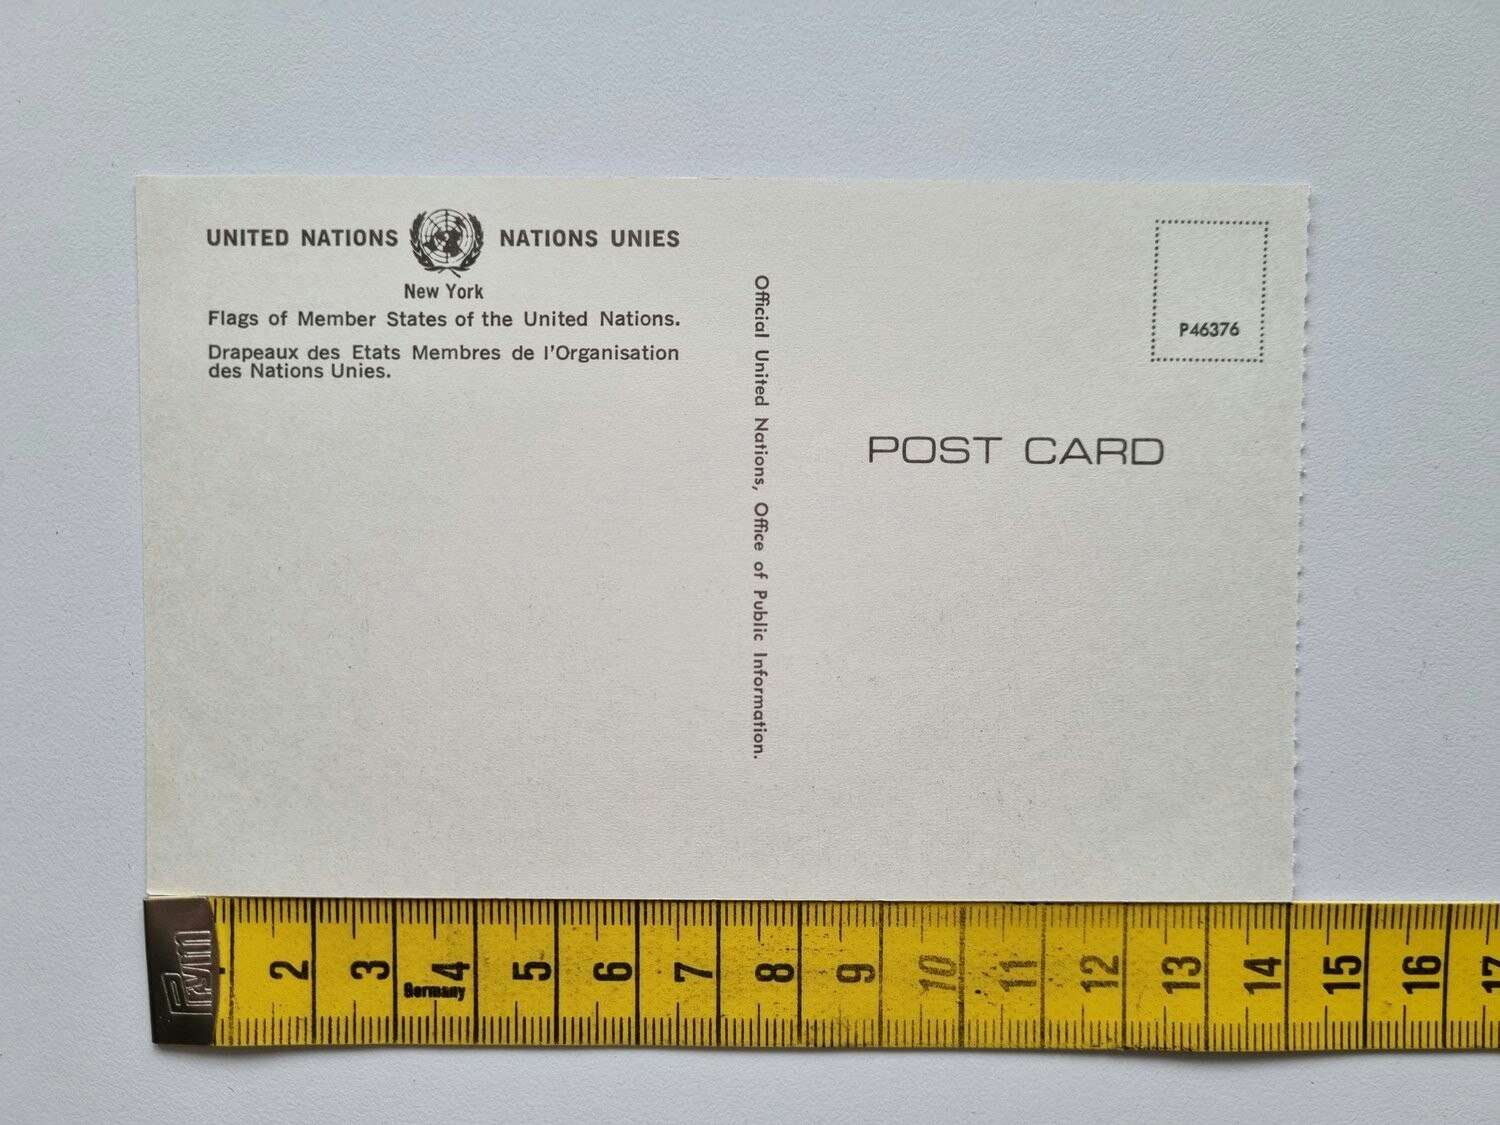 UNITED NATIONS NATIONS UNIES
New York
Flags of Member States of the United Nations.
Drapeaux des Etats Membres de l'Organisation
des Nations Unies.
Official United Nations, Office of Public Information.
P46376
POST CARD
Prym
2 3 4 5 6 7 8 9 10 11 12 13 14 15 16 17
Germany